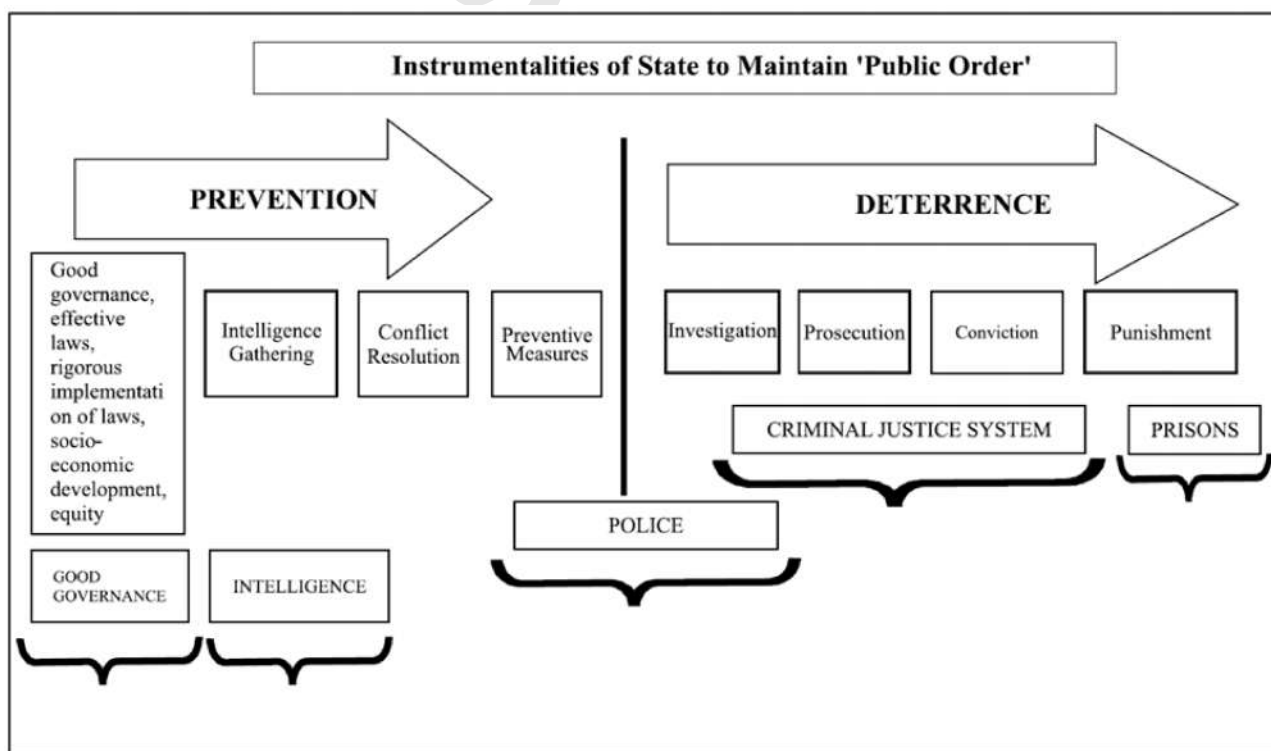 Instrumentalities of State to Maintain 'Public Order'
PREVENTION
DETERRENCE
Good
governance,
effective
laws,
rigorous
implementati
on of laws,
socio-
economic
development,
equity
Intelligence
Gathering
Conflict
Resolution
Preventive
Measures
Investigation
Prosecution
Conviction
Punishment
CRIMINAL JUSTICE SYSTEM
PRISONS
POLICE
GOOD
GOVERNANCE
INTELLIGENCE